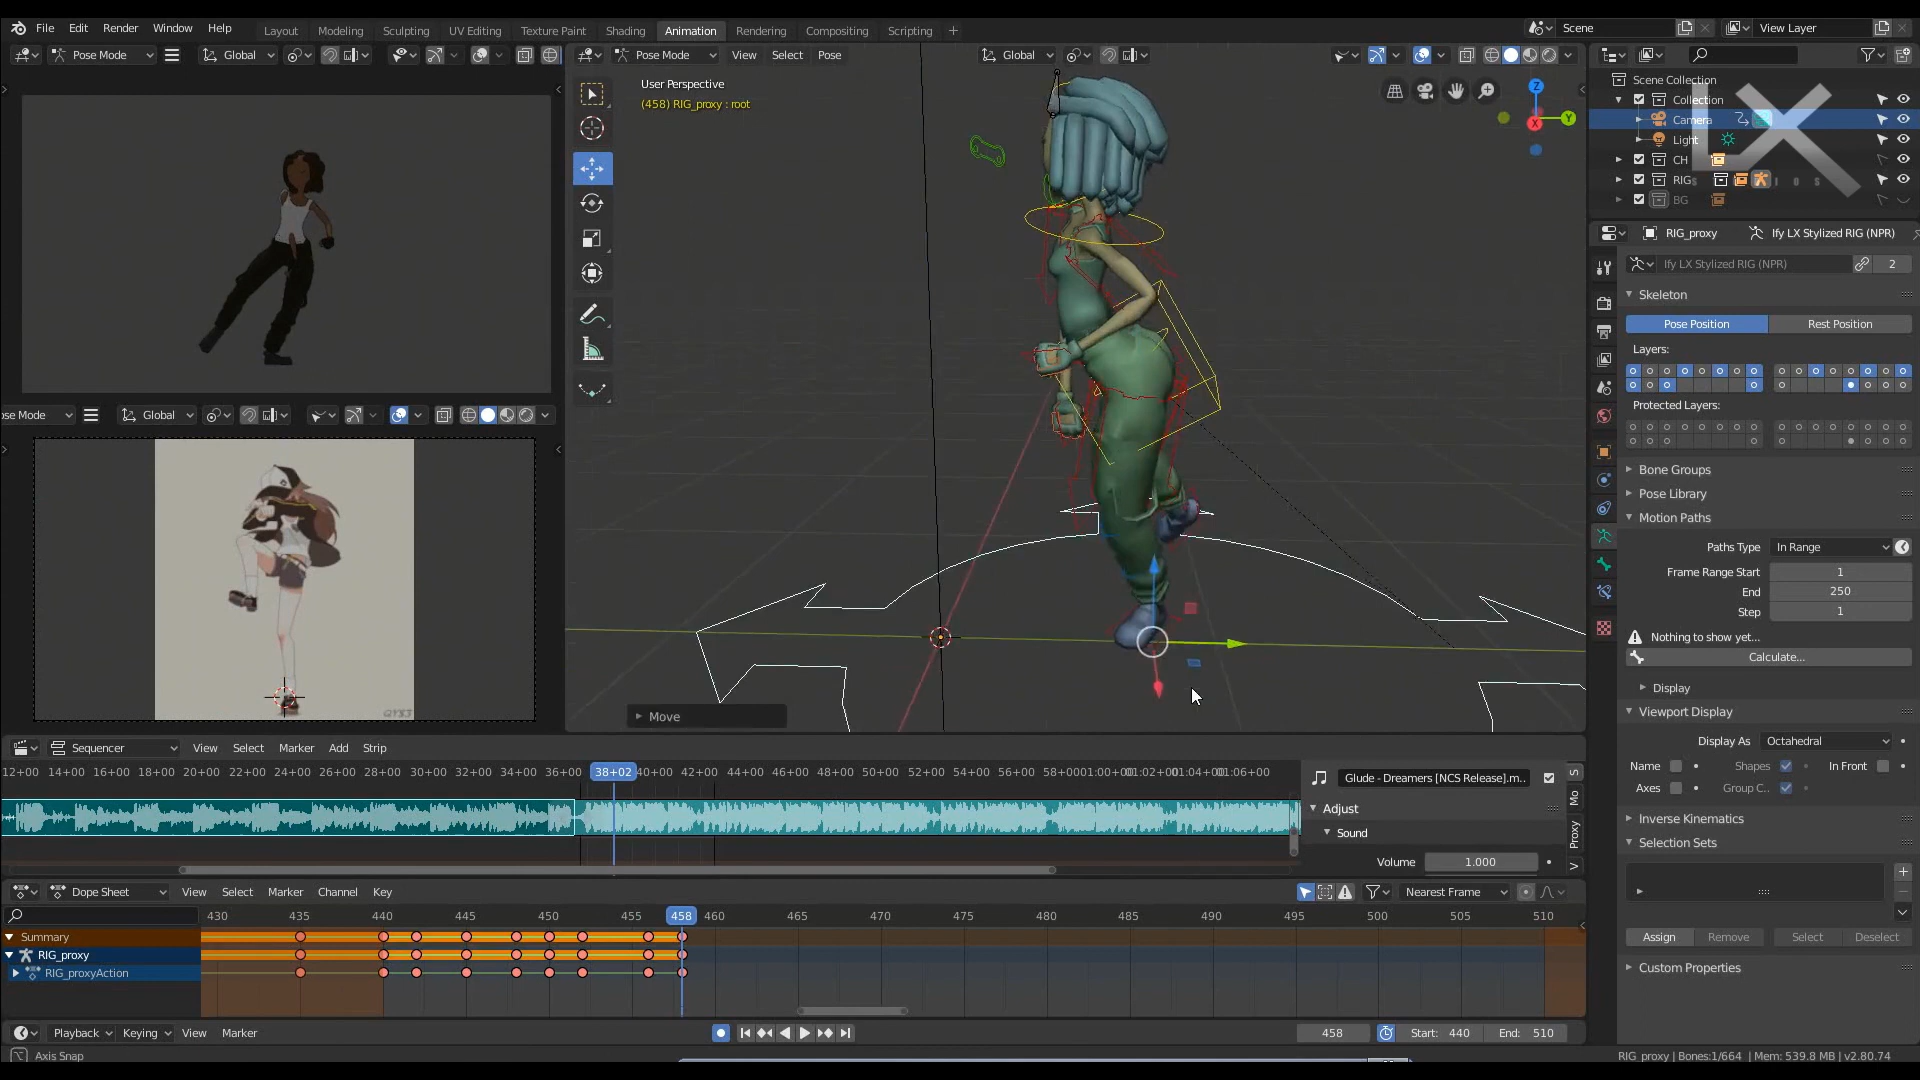 File Edit Render Window Help
Layout Modeling Sculpting UV Editing Texture Paint Shading Animation Rendering Compositing Scripting
Scene
View Layer
Pose Mode Global
Pose Mode View Select Pose Global
User Perspective
(458) RIG_proxy : root
Z
Y
X
Scene Collection
Collection
Camera
Light
CH
RIG
BG
LX
RIG_proxy Ify LX Stylized RIG (NPR)
Ify LX Stylized RIG (NPR) 2
Skeleton
Pose Position Rest Position
Layers:
Protected Layers:
Bone Groups
Pose Library
Motion Paths
Paths Type In Range
Frame Range Start 1
End 250
Step 1
Nothing to show yet...
Calculate...
Display
Viewport Display
Display As Octahedral
Name Shapes In Front
Axes Group C..
Inverse Kinematics
Selection Sets
Assign Remove Select Deselect
Custom Properties
ose Mode Global
GYS3
Move
Sequencer View Select Marker Add Strip
12+00 14+00 16+00 18+00 20+00 22+00 24+00 26+00 28+00 30+00 32+00 34+00 36+00 38+02 40+00 42+00 44+00 46+00 48+00 50+00 52+00 54+00 56+00 58+00 01:00+00 01:02+00 01:04+00 01:06+00
Glude - Dreamers [NCS Release].m..
Adjust
Sound
Volume 1.000
S
Mo
Proxy
V
Dope Sheet View Select Marker Channel Key
Nearest Frame
430 435 440 445 450 455 458 460 465 470 475 480 485 490 495 500 505 510
Summary
RIG_proxy
RIG_proxyAction
Playback Keying View Marker
458 Start: 440 End: 510
Axis Snap
RIG_proxy | Bones:1/664 | Mem: 539.8 MB | v2.80.74